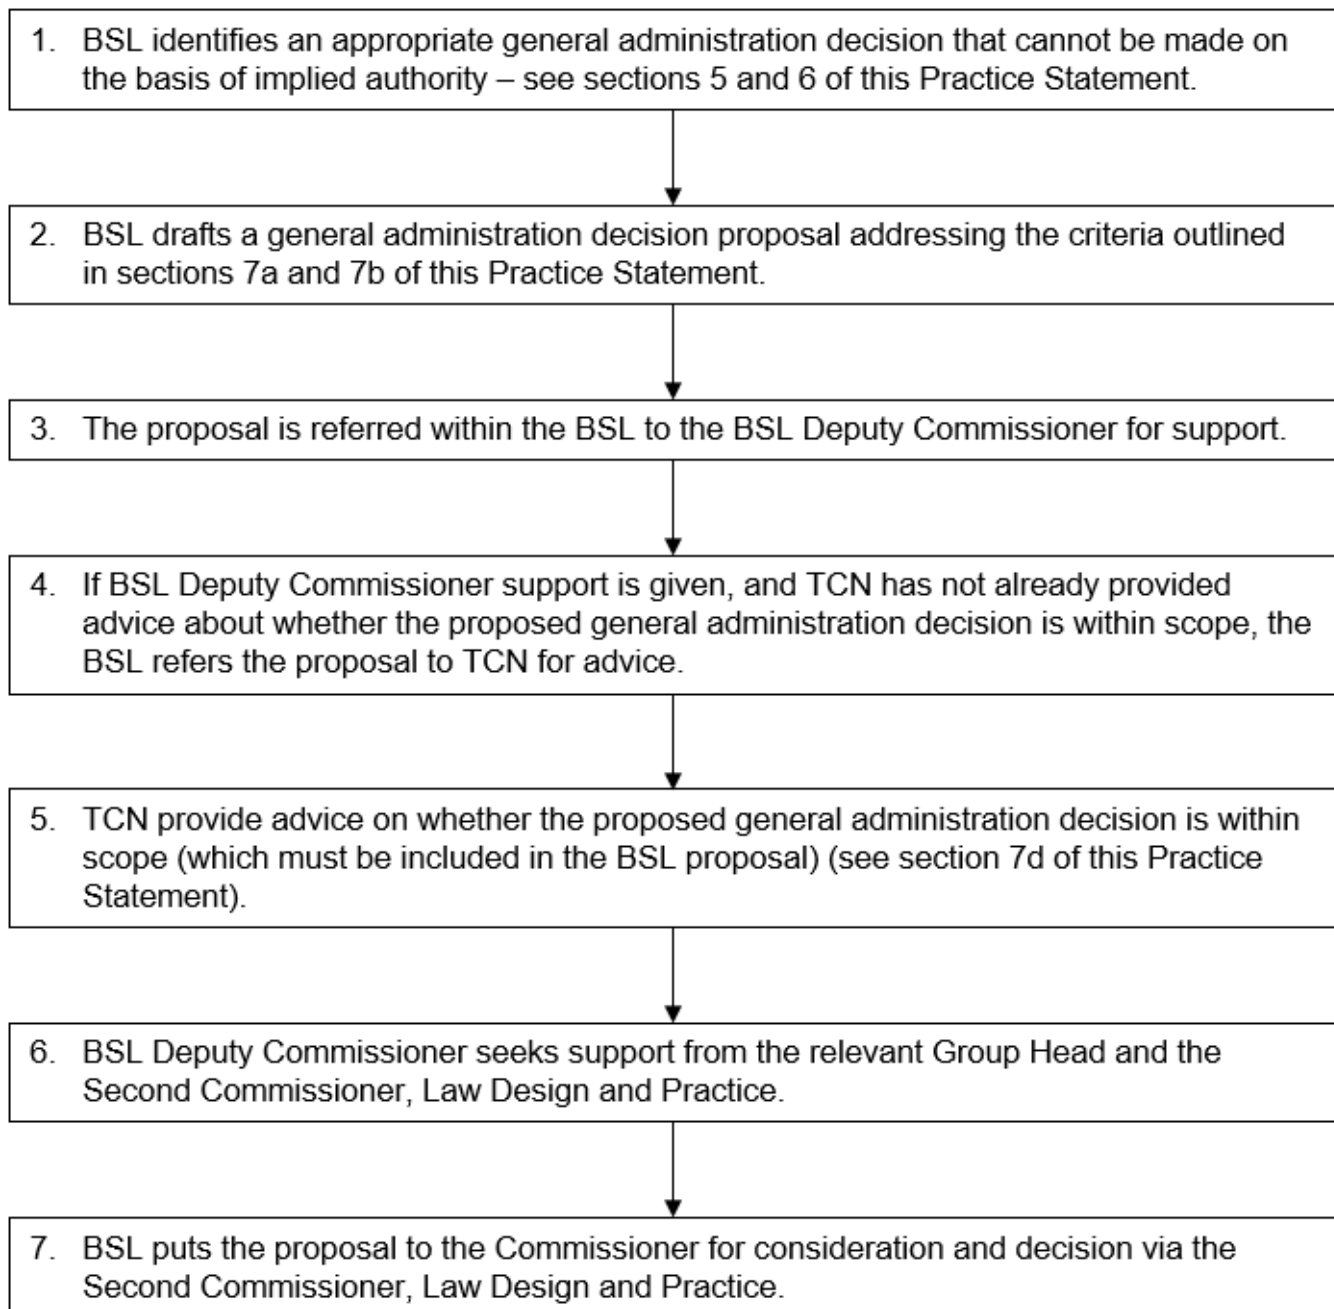 1. BSL identifies an appropriate general administration decision that cannot be made on
the basis of implied authority – see sections 5 and 6 of this Practice Statement.
2. BSL drafts a general administration decision proposal addressing the criteria outlined
in sections 7a and 7b of this Practice Statement.
3. The proposal is referred within the BSL to the BSL Deputy Commissioner for support.
4. If BSL Deputy Commissioner support is given, and TCN has not already provided
advice about whether the proposed general administration decision is within scope, the
BSL refers the proposal to TCN for advice.
5. TCN provide advice on whether the proposed general administration decision is within
scope (which must be included in the BSL proposal) (see section 7d of this Practice
Statement).
6. BSL Deputy Commissioner seeks support from the relevant Group Head and the
Second Commissioner, Law Design and Practice.
7. BSL puts the proposal to the Commissioner for consideration and decision via the
Second Commissioner, Law Design and Practice.